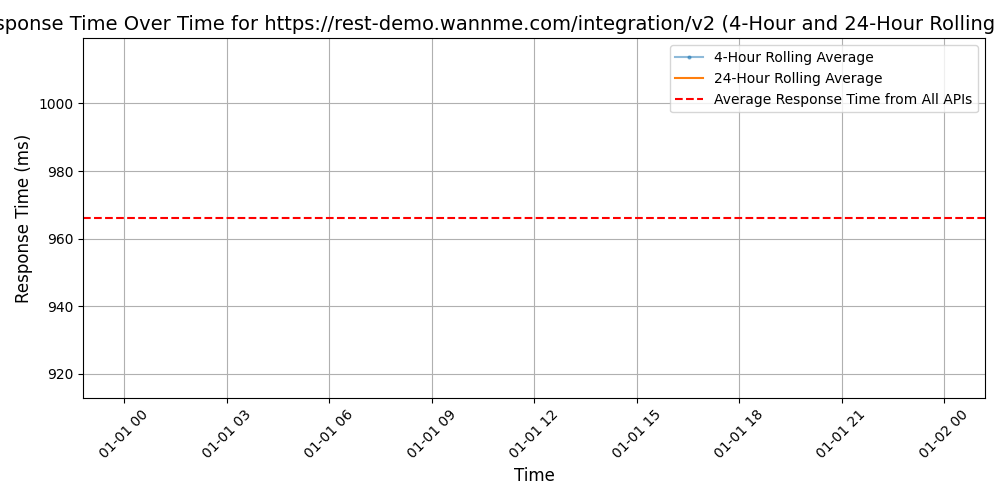 sponse Time Over Time for https://rest-demo.wannme.com/integration/v2 (4-Hour and 24-Hour Rolling
4-Hour Rolling Average
24-Hour Rolling Average
Average Response Time from All APIs
Response Time (ms)
1000
980
960
940
920
01-01 00
01-01 03
01-01 06
01-01 09
01-01 12
01-01 15
01-01 18
01-01 21
01-02 00
Time